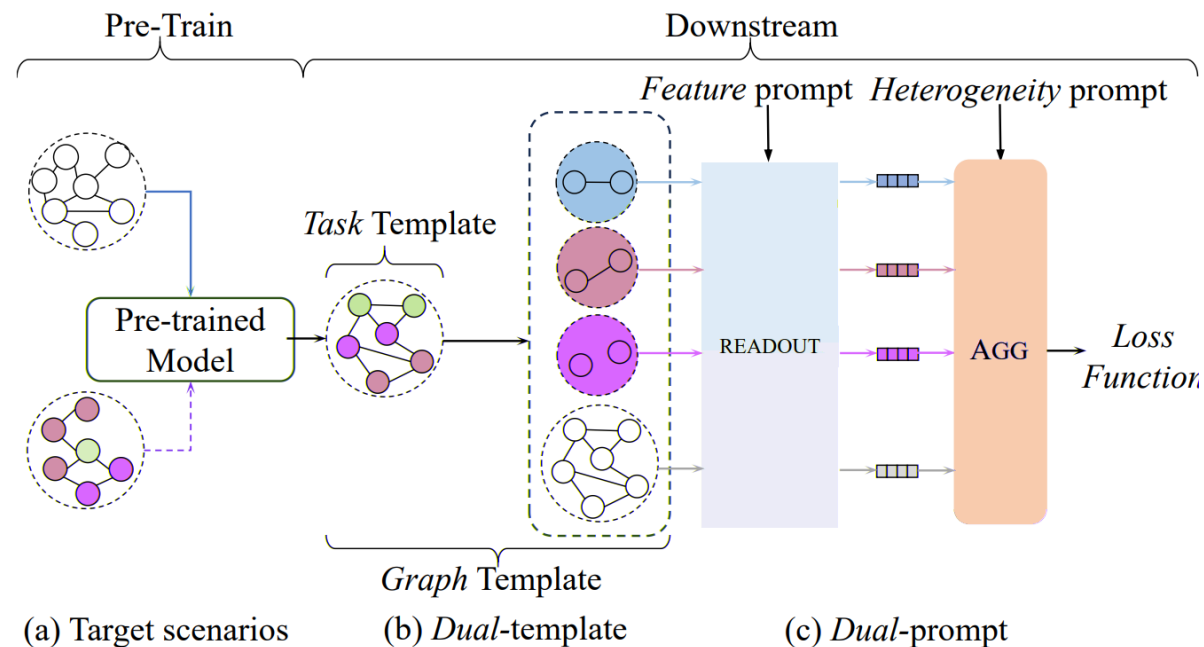 Pre-Train
Downstream
Feature prompt
Heterogeneity prompt
Task Template
Pre-trained
Model
READOUT
AGG
Loss
Function
Graph Template
(a) Target scenarios
(b) Dual-template
(c) Dual-prompt